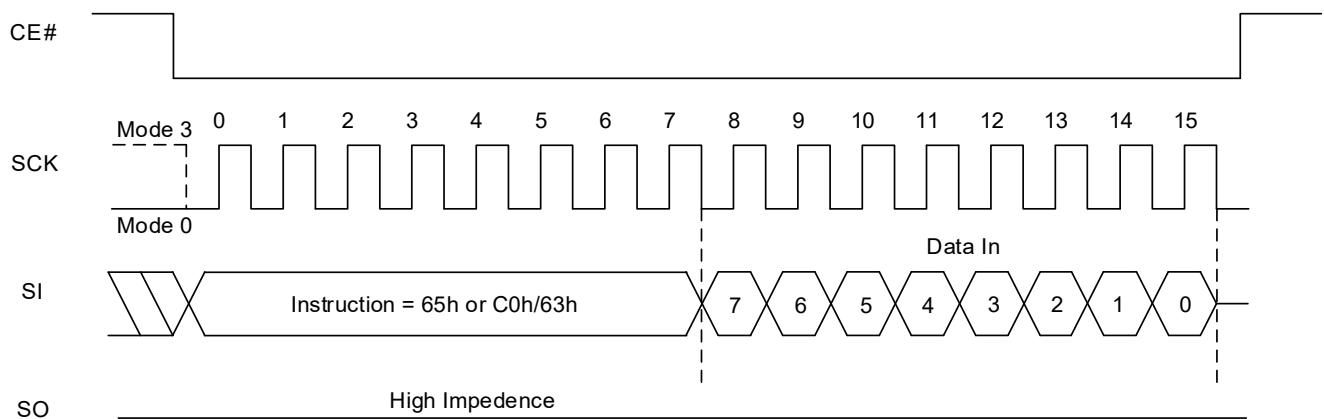 CE#
Mode 3
0 1 2 3 4 5 6 7 8 9 10 11 12 13 14 15
SCK
Mode 0
Data In
SI
Instruction = 65h or C0h/63h
7 6 5 4 3 2 1 0
High Impedence
SO